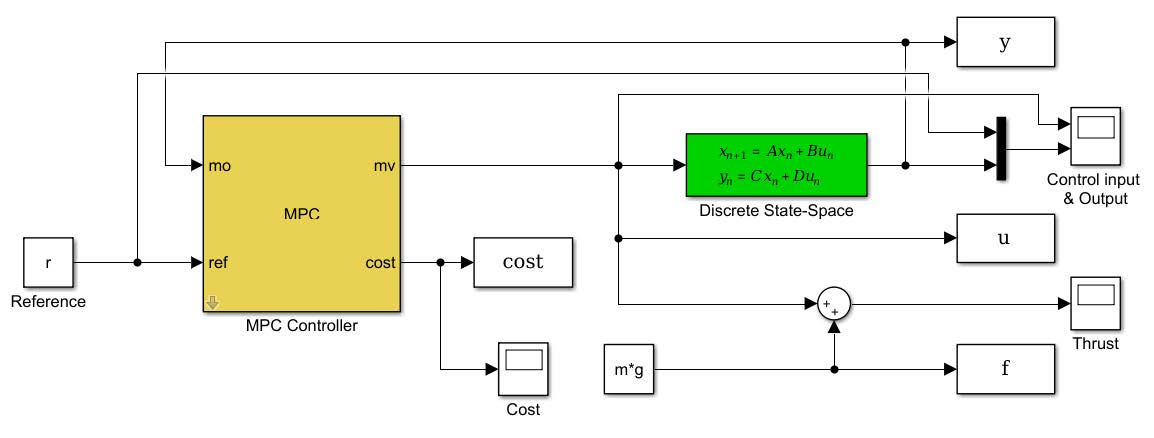 y
mo
mv
x_{n+1} = Ax_n + Bu_n
y_n = Cx_n + Du_n
Discrete State-Space
Control input
& Output
MPC
u
r
Reference
ref
cost
cost
MPC Controller
+
+
Thrust
m*g
f
Cost